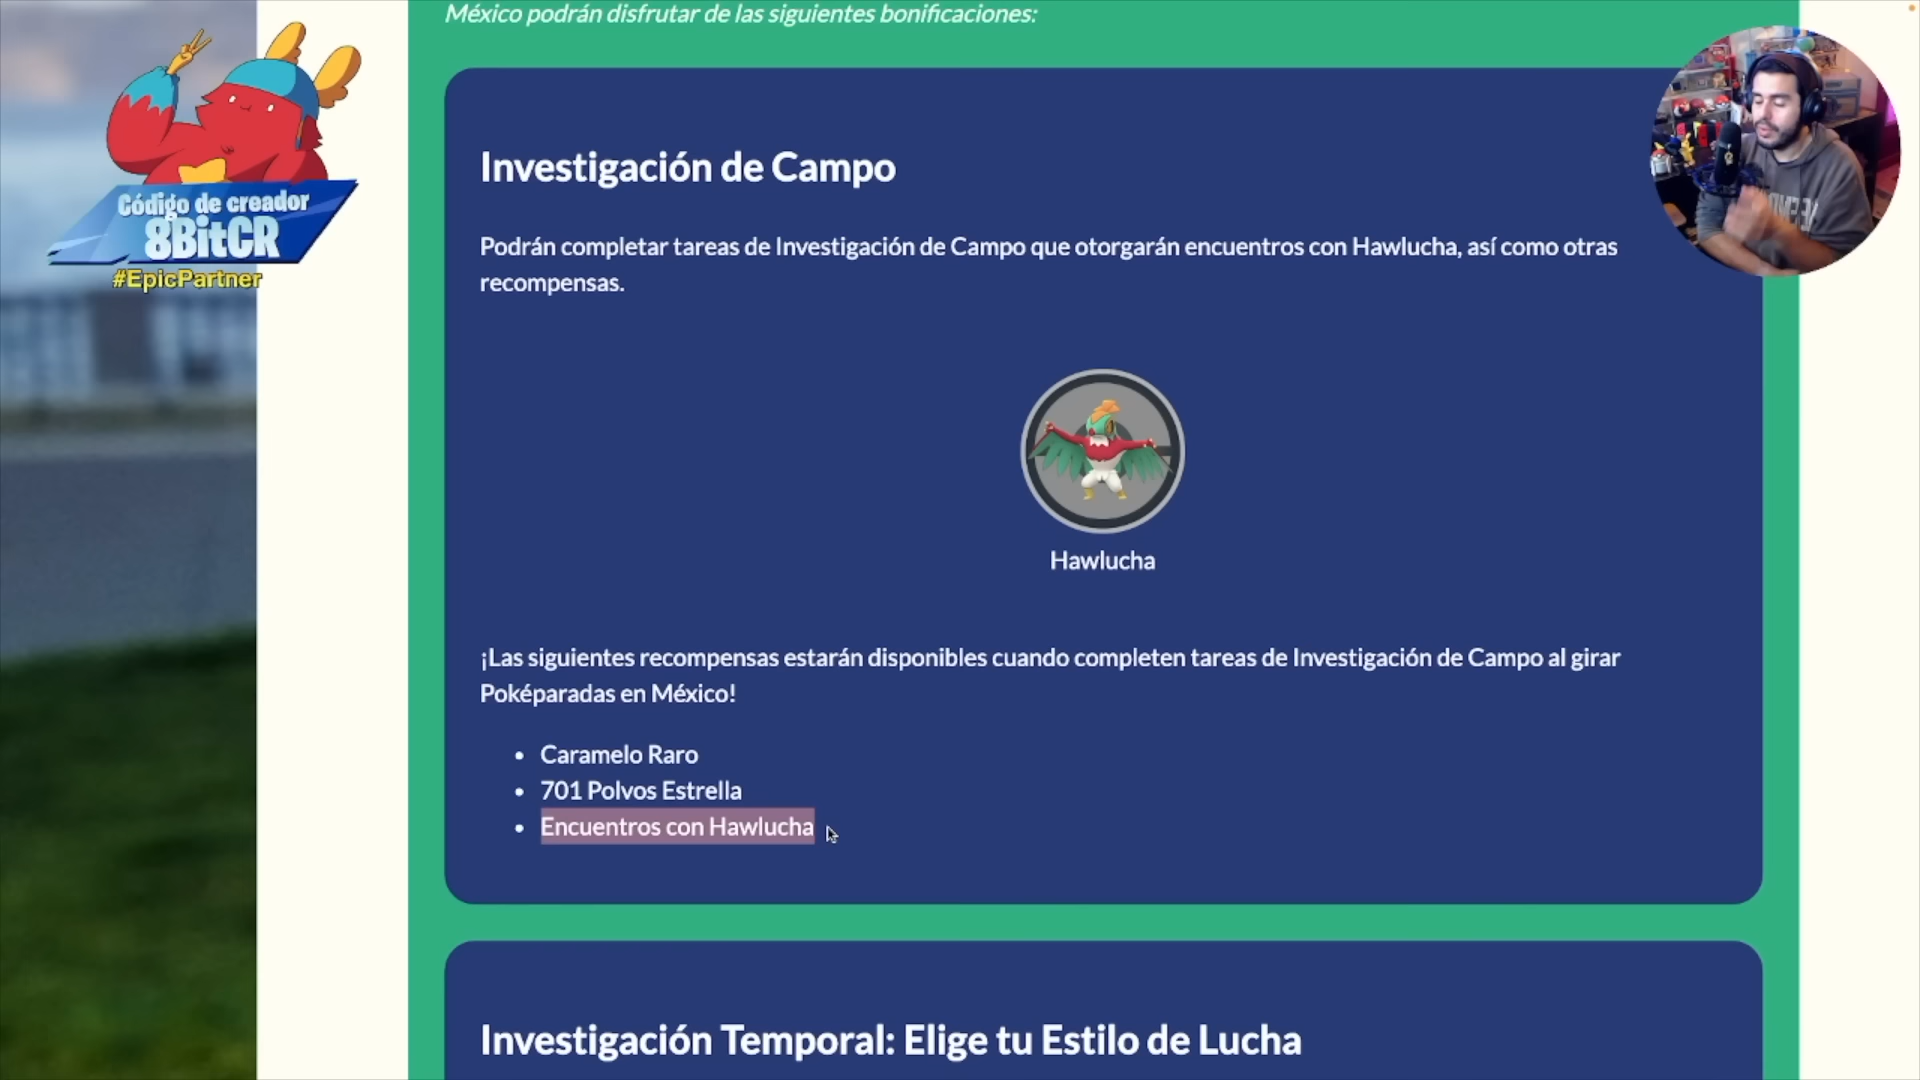 México podrán disfrutar de las siguientes bonificaciones:
Código de creador
8BitCR
#EpicPartner
Investigación de Campo
Podrán completar tareas de Investigación de Campo que otorgarán encuentros con Hawlucha, así como otras
recompensas.
Hawlucha
¡Las siguientes recompensas estarán disponibles cuando completen tareas de Investigación de Campo al girar
Poképaradas en México!
Caramelo Raro
701 Polvos Estrella
Encuentros con Hawlucha
Investigación Temporal: Elige tu Estilo de Lucha